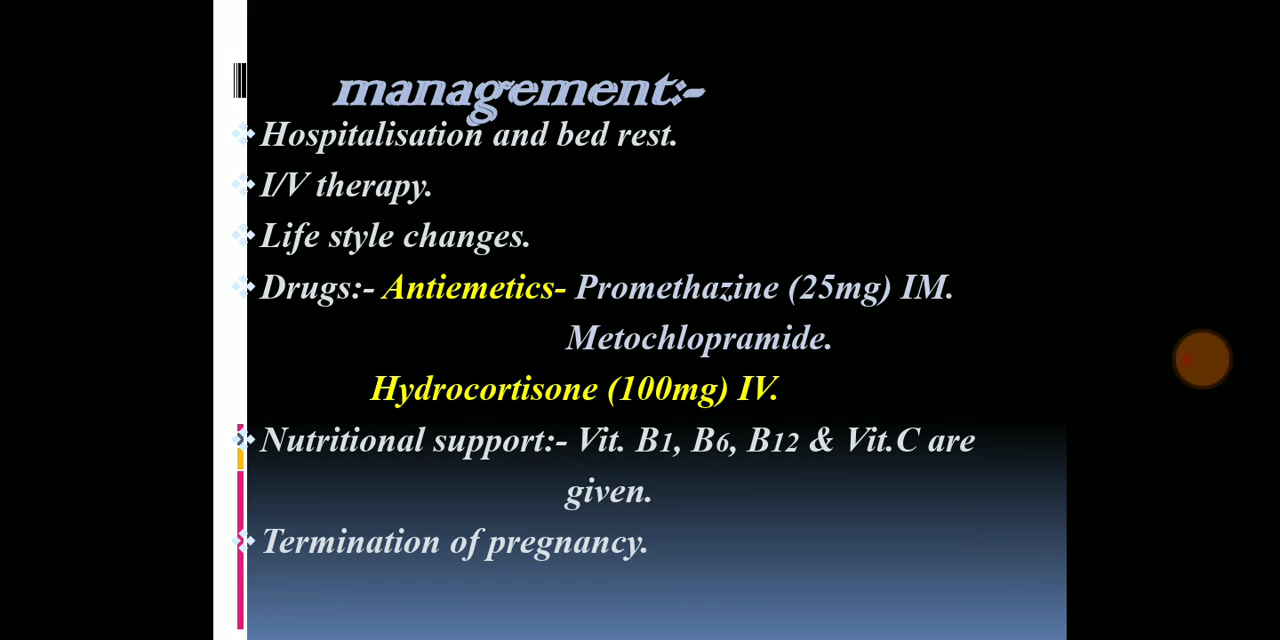 management:-
Hospitalisation and bed rest.
I/V therapy.
Life style changes.
Drugs:- Antiemetics- Promethazine (25mg) IM.
Metochlopramide.
Hydrocortisone (100mg) IV.
Nutritional support:- Vit. B1, B6, B12 & Vit.C are
given.
Termination of pregnancy.